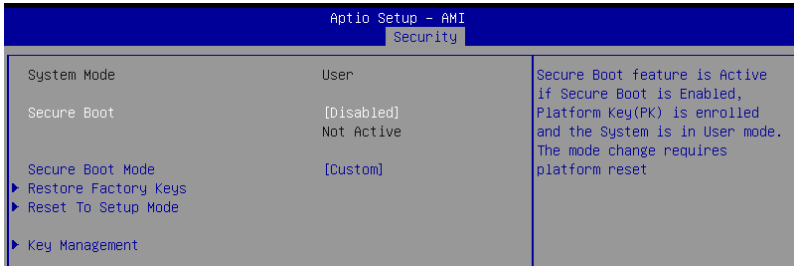 Aptio Setup – AMI
Security
System Mode User
Secure Boot [Disabled]
Not Active
Secure Boot Mode [Custom]
Restore Factory Keys
Reset To Setup Mode
Key Management
Secure Boot feature is Active
if Secure Boot is Enabled,
Platform Key(PK) is enrolled
and the System is in User mode.
The mode change requires
platform reset